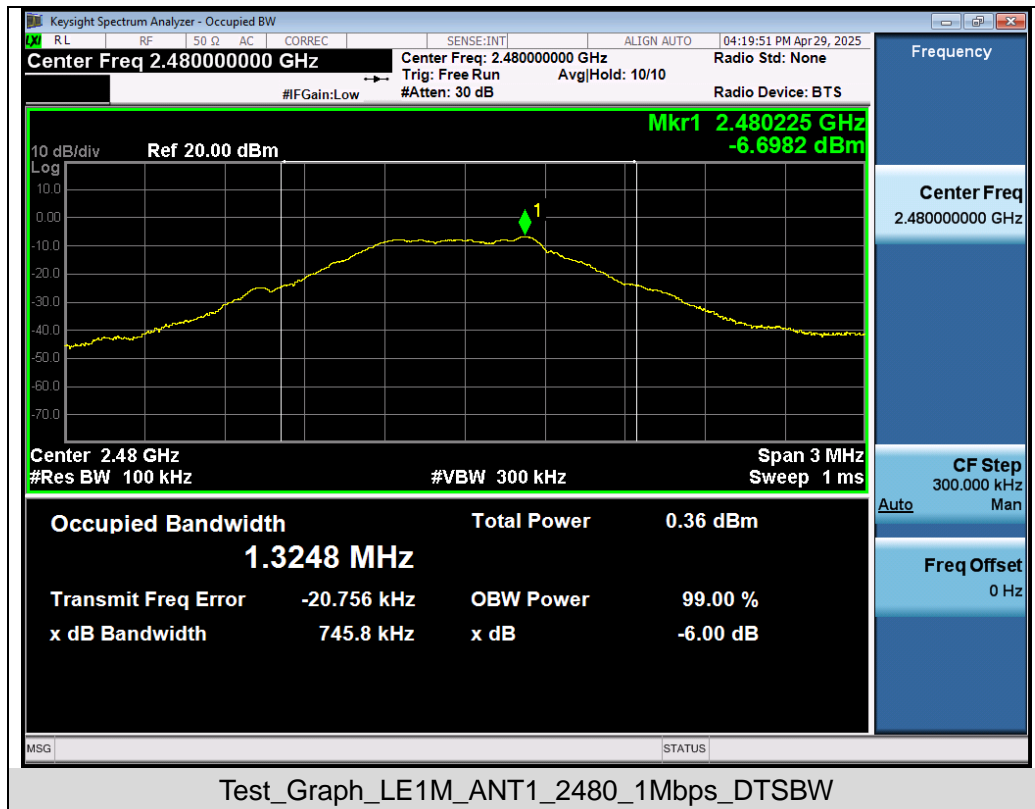 Keysight Spectrum Analyzer - Occupied BW
LXI RL RF 50 Ω AC CORREC SENSE:INT ALIGN AUTO 04:19:51 PM Apr 29, 2025
Center Freq 2.480000000 GHz
Center Freq: 2.480000000 GHz
Radio Std: None
Trig: Free Run Avg|Hold: 10/10
#IFGain:Low
#Atten: 30 dB
Radio Device: BTS
Mkr1 2.480225 GHz
-6.6982 dBm
10 dB/div Ref 20.00 dBm
Log
10.0
0.00
-10.0
-20.0
-30.0
-40.0
-50.0
-60.0
-70.0
1
Center 2.48 GHz Span 3 MHz
#Res BW 100 kHz #VBW 300 kHz Sweep 1 ms
Occupied Bandwidth Total Power 0.36 dBm
1.3248 MHz
Transmit Freq Error -20.756 kHz OBW Power 99.00 %
x dB Bandwidth 745.8 kHz x dB -6.00 dB
Frequency
Center Freq
2.480000000 GHz
CF Step
300.000 kHz
Auto Man
Freq Offset
0 Hz
MSG STATUS
Test_Graph_LE1M_ANT1_2480_1Mbps_DTSBW